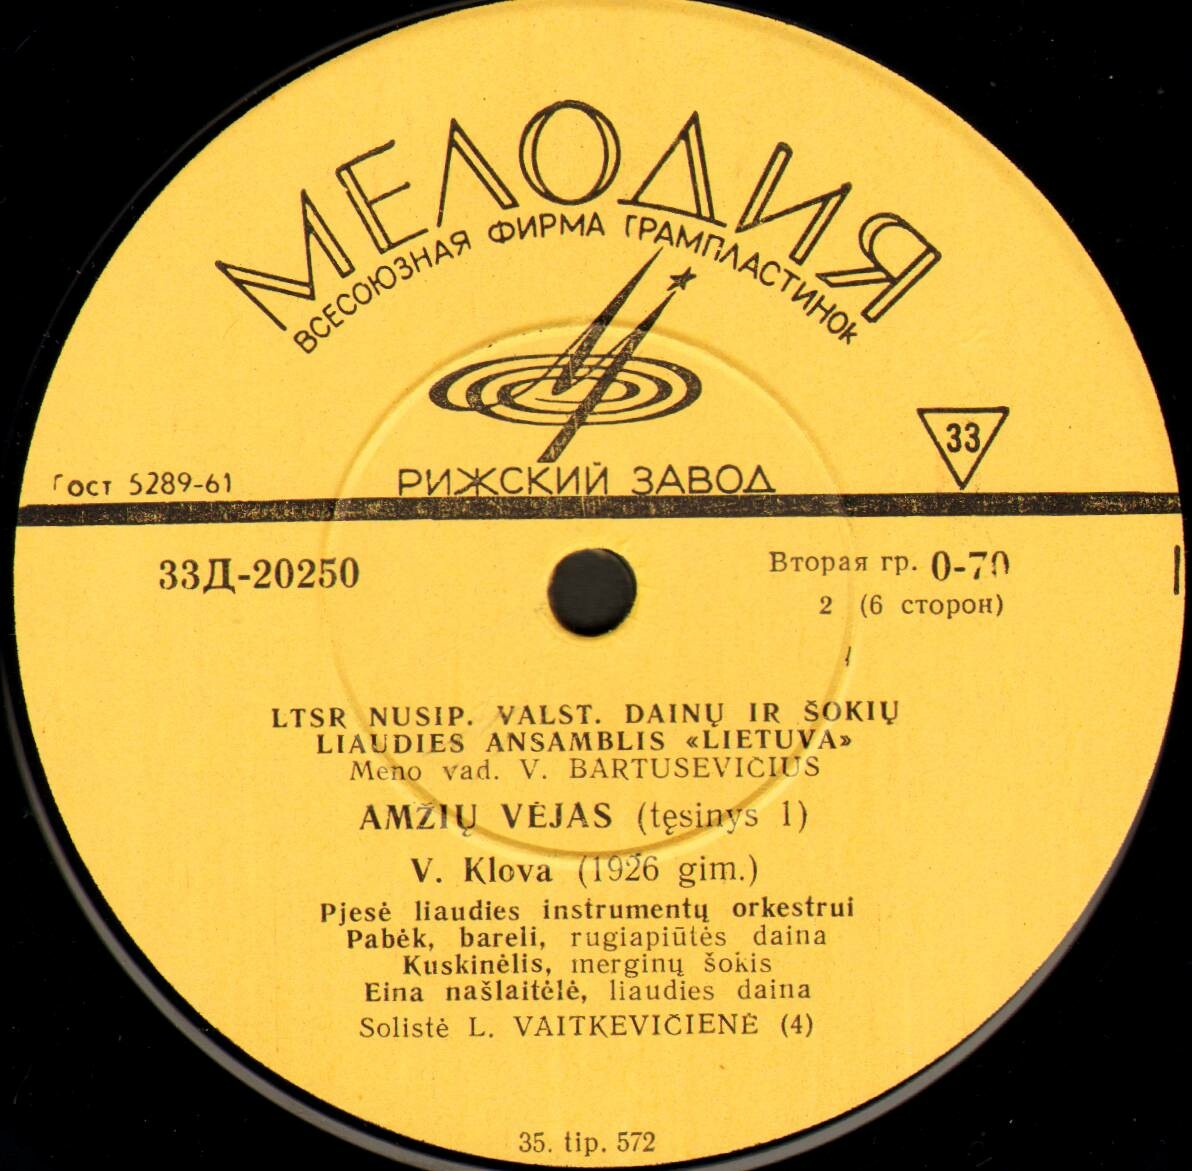 МЕЛОДИЯ
ВСЕСОЮЗНАЯ ФИРМА ГРАМПЛАСТИНОК
33
Гост 5289-61
РИЖСКИЙ ЗАВОД
33Д-20250
Вторая гр. 0-70
2 (6 сторон)
LTSR NUSIP. VALST. DAINŲ IR ŠOKIŲ
LIAUDIES ANSAMBLIS «LIETUVA»
Meno vad. V. BARTUSEVIČIUS
AMŽIŲ VĖJAS (tęsinys 1)
V. Klova (1926 gim.)
Pjesė liaudies instrumentų orkestrui
Pabėk, bareli, rugiapiūtės daina
Kuskinėlis, merginų šokis
Eina našlaitėlė, liaudies daina
Solistė L. VAITKEVIČIENĖ (4)
35. tip. 572